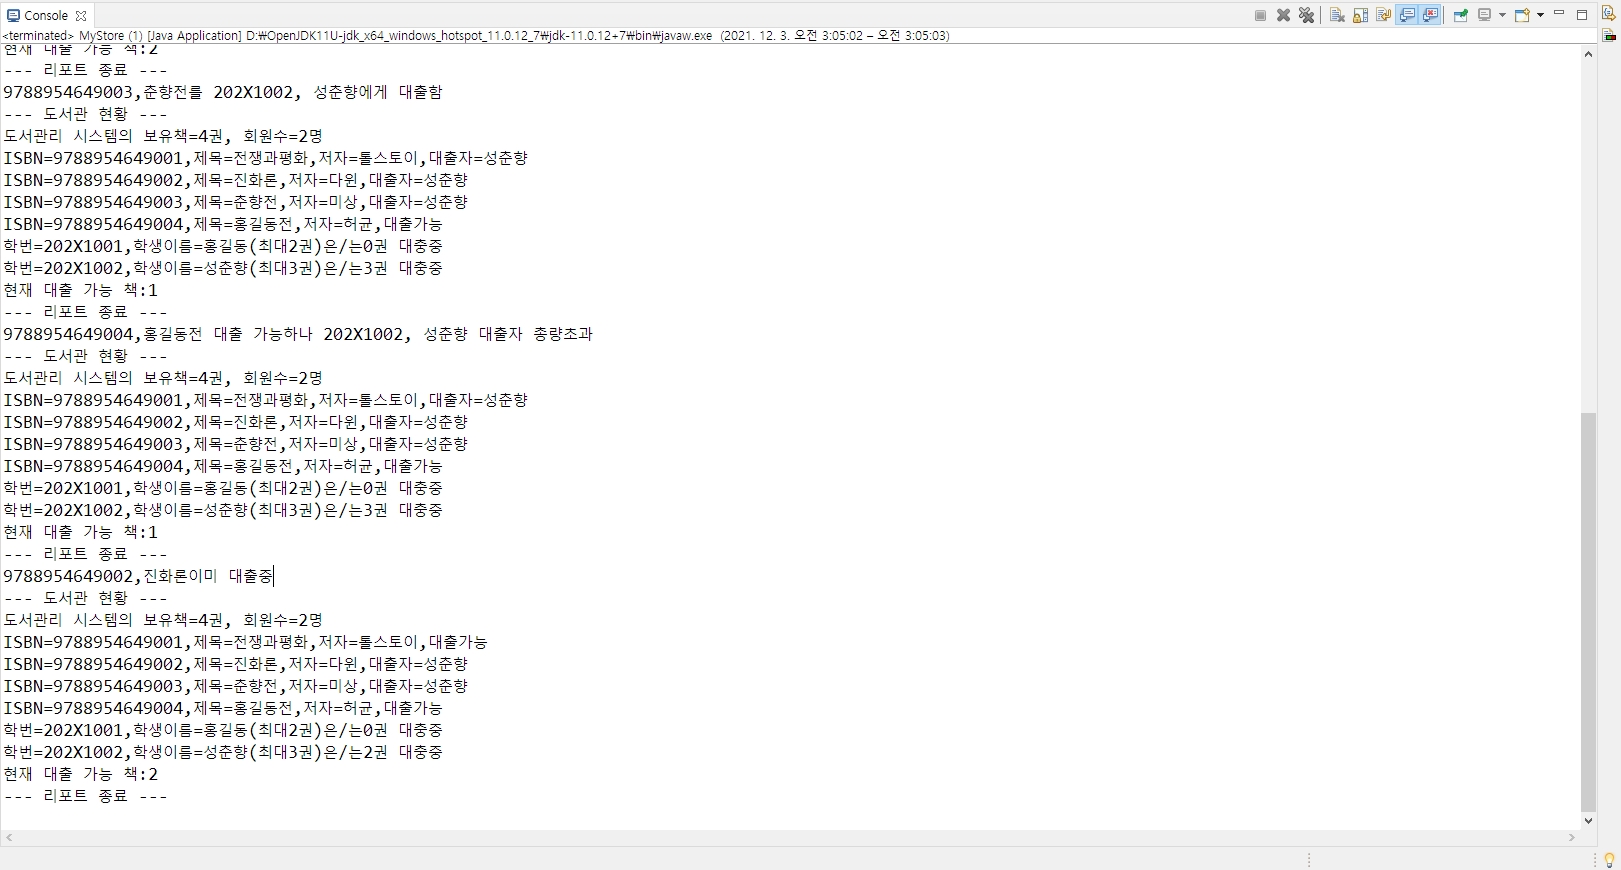 Console
<terminated> MyStore (1) [Java Application] D:₩OpenJDK11U-jdk_x64_windows_hotspot_11.0.12_7₩jdk-11.0.12+7₩bin₩javaw.exe (2021. 12. 3. 오전 3:05:02 – 오전 3:05:03)
현재 대출 가능 책:2
--- 리포트 종료 ---
9788954649003,춘향전를 202X1002, 성춘향에게 대출함
--- 도서관 현황 ---
도서관리 시스템의 보유책=4권, 회원수=2명
ISBN=9788954649001,제목=전쟁과평화,저자=톨스토이,대출자=성춘향
ISBN=9788954649002,제목=진화론,저자=다윈,대출자=성춘향
ISBN=9788954649003,제목=춘향전,저자=미상,대출자=성춘향
ISBN=9788954649004,제목=홍길동전,저자=허균,대출가능
학번=202X1001,학생이름=홍길동(최대2권)은/는0권 대충중
학번=202X1002,학생이름=성춘향(최대3권)은/는3권 대충중
현재 대출 가능 책:1
--- 리포트 종료 ---
9788954649004,홍길동전 대출 가능하나 202X1002, 성춘향 대출자 총량초과
--- 도서관 현황 ---
도서관리 시스템의 보유책=4권, 회원수=2명
ISBN=9788954649001,제목=전쟁과평화,저자=톨스토이,대출자=성춘향
ISBN=9788954649002,제목=진화론,저자=다윈,대출자=성춘향
ISBN=9788954649003,제목=춘향전,저자=미상,대출자=성춘향
ISBN=9788954649004,제목=홍길동전,저자=허균,대출가능
학번=202X1001,학생이름=홍길동(최대2권)은/는0권 대충중
학번=202X1002,학생이름=성춘향(최대3권)은/는3권 대충중
현재 대출 가능 책:1
--- 리포트 종료 ---
9788954649002,진화론이미 대출중
--- 도서관 현황 ---
도서관리 시스템의 보유책=4권, 회원수=2명
ISBN=9788954649001,제목=전쟁과평화,저자=톨스토이,대출가능
ISBN=9788954649002,제목=진화론,저자=다윈,대출자=성춘향
ISBN=9788954649003,제목=춘향전,저자=미상,대출자=성춘향
ISBN=9788954649004,제목=홍길동전,저자=허균,대출가능
학번=202X1001,학생이름=홍길동(최대2권)은/는0권 대충중
학번=202X1002,학생이름=성춘향(최대3권)은/는2권 대충중
현재 대출 가능 책:2
--- 리포트 종료 ---